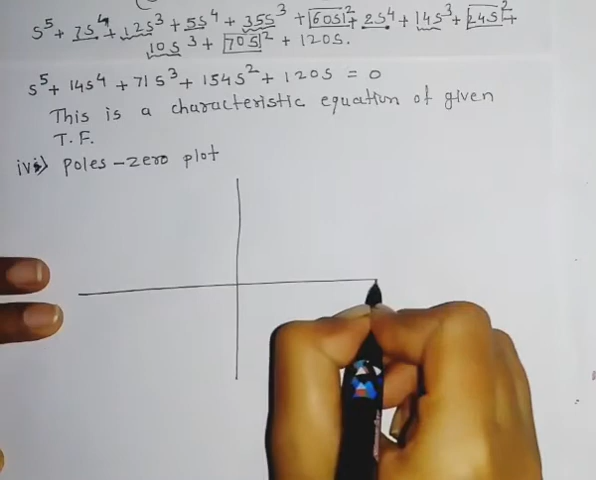 s⁵ + 7s⁴ + 12s³ + 5s⁴ + 35s³ + 60s² + 2s⁴ + 14s³ + 24s² +
10s³ + 70s² + 120s.
s⁵ + 14s⁴ + 71s³ + 154s² + 120s = 0
This is a characteristic equation of given
T.F.
iv) Poles - zero plot